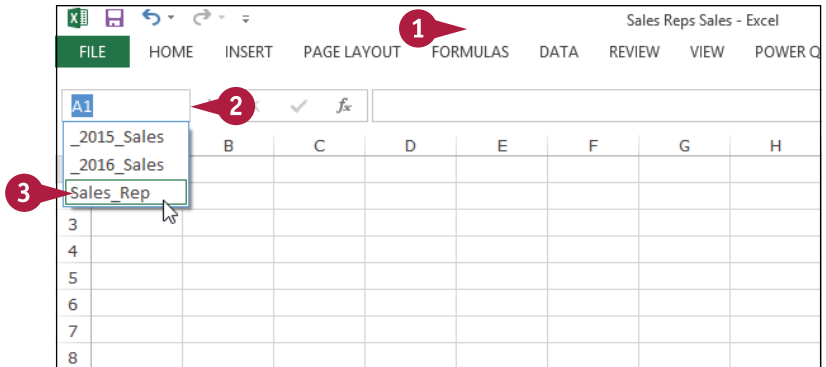 1
Sales Reps Sales - Excel
FILE HOME INSERT PAGE LAYOUT FORMULAS DATA REVIEW VIEW POWER Q
A1 2 fx
_2015_Sales
_2016_Sales
3 Sales_Rep
B C D E F G H
3
4
5
6
7
8